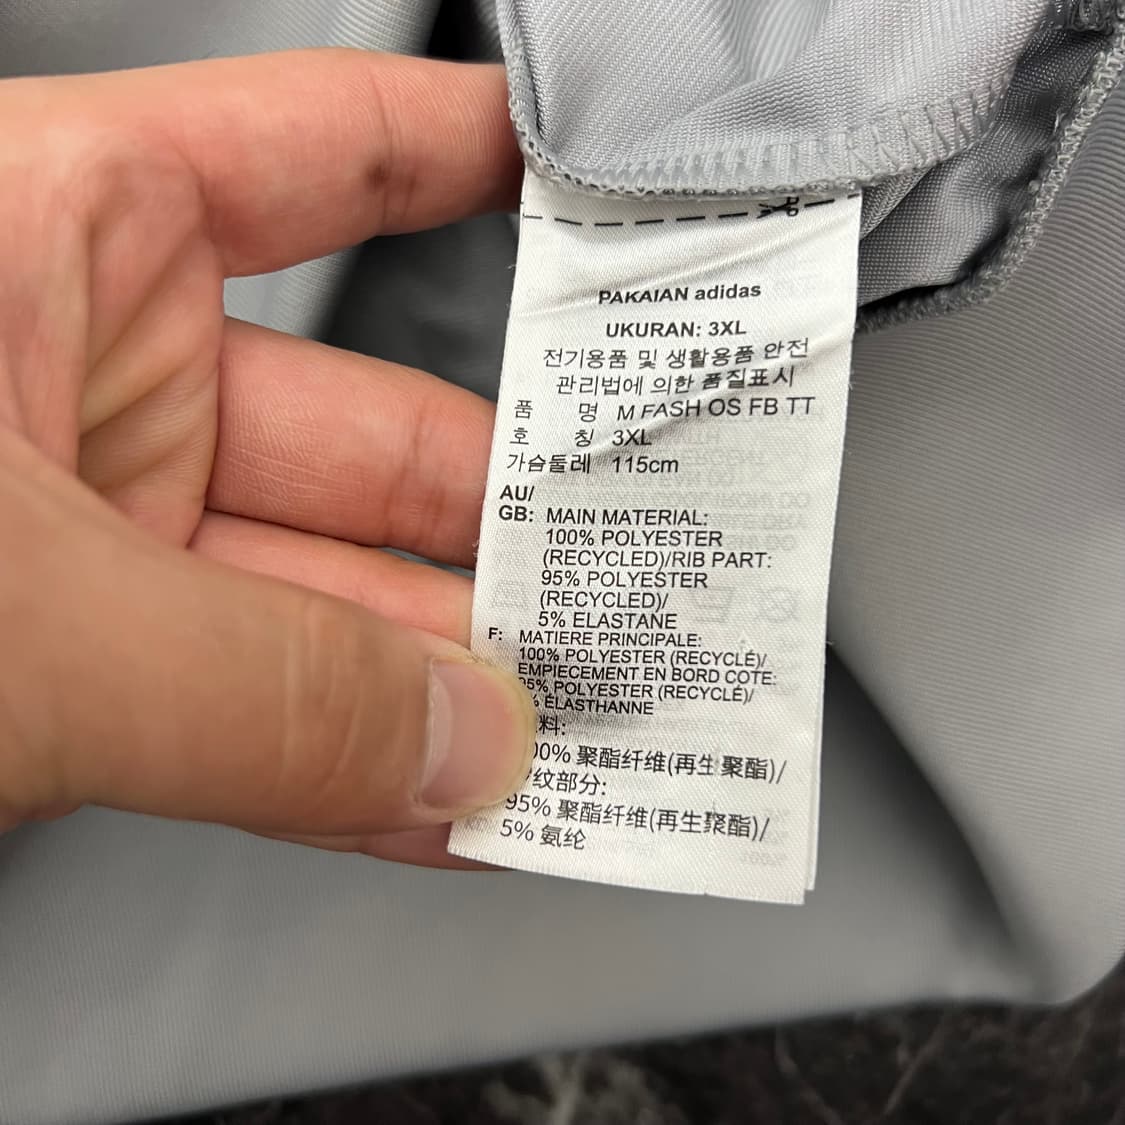 PAKAIAN adidas
UKURAN: 3XL
전기용품 및 생활용품 안전
관리법에 의한 품질표시
품 명 M FASH OS FB TT
호 칭 3XL
가슴둘레 115cm
AU/
GB: MAIN MATERIAL:
100% POLYESTER
(RECYCLED)/RIB PART:
95% POLYESTER
(RECYCLED)/
5% ELASTANE
F: MATIERE PRINCIPALE:
100% POLYESTER (RECYCLÉ)/
EMPIECEMENT EN BORD COTE:
95% POLYESTER (RECYCLÉ)/
% ÉLASTHANNE
料:
00% 聚酯纤维(再生聚酯)/
纹部分:
95% 聚酯纤维(再生聚酯)/
5% 氨纶